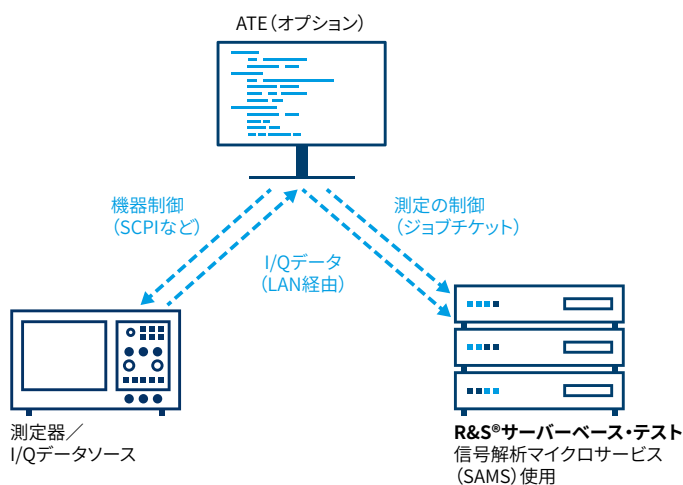 ATE（オプション）
機器制御
（SCPIなど）
測定の制御
（ジョブチケット）
I/Qデータ
（LAN経由）
測定器／
I/Qデータソース
R&S®サーバーベース・テスト
信号解析マイクロサービス
（SAMS）使用